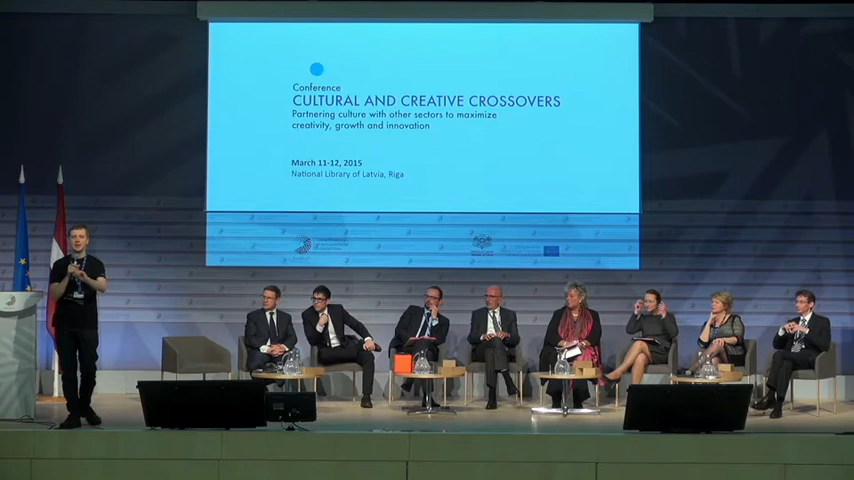 Conference
CULTURAL AND CREATIVE CROSSOVERS
Partnering culture with other sectors to maximize
creativity, growth and innovation
March 11-12, 2015
National Library of Latvia, Riga